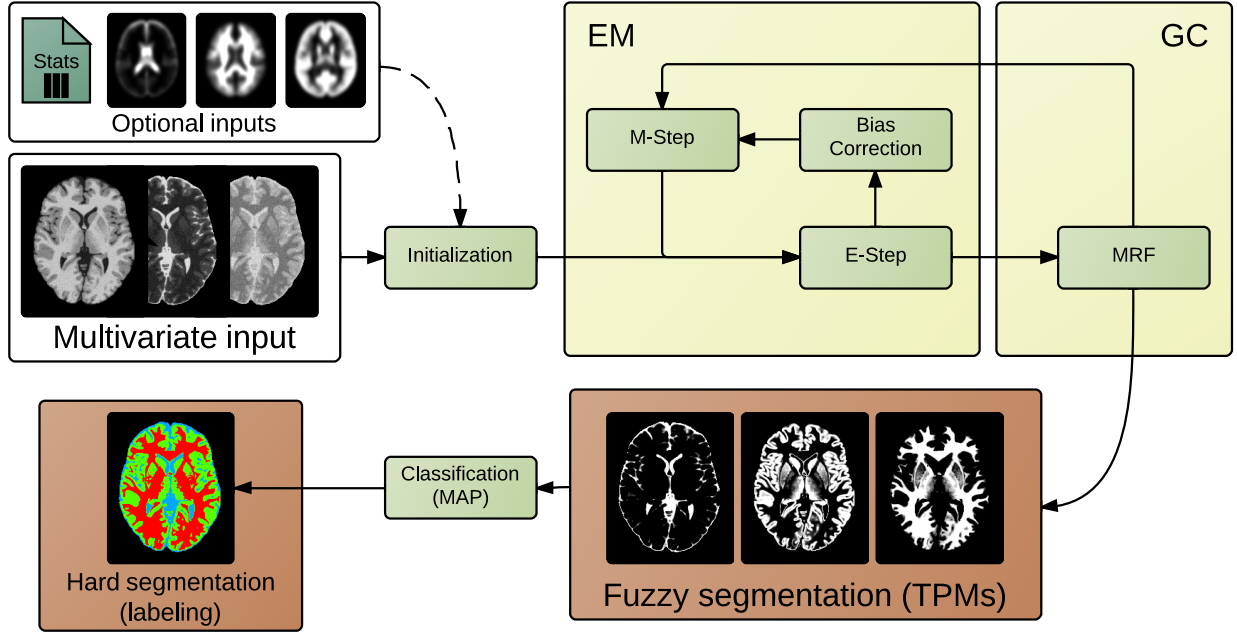 Stats
Optional inputs
Multivariate input
Initialization
EM
M-Step
Bias
Correction
E-Step
GC
MRF
Hard segmentation
(labeling)
Classification
(MAP)
Fuzzy segmentation (TPMs)